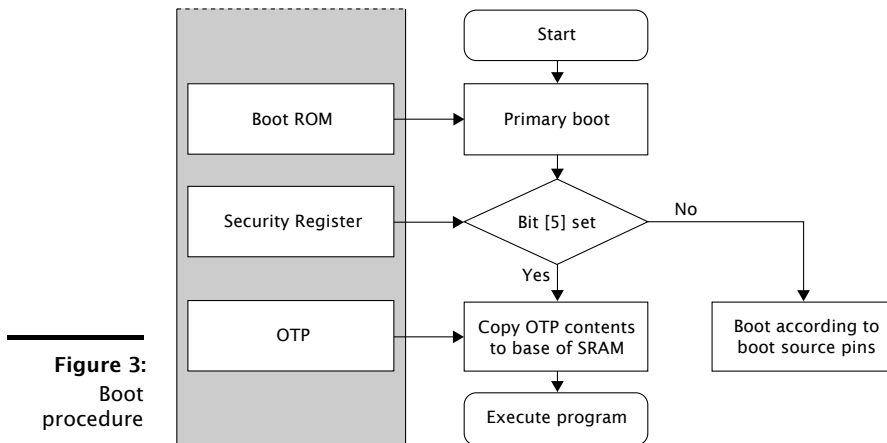 Start
Boot ROM
Primary boot
Security Register
Bit [5] set
No
Yes
OTP
Copy OTP contents
to base of SRAM
Boot according to
boot source pins
Execute program
Figure 3:
Boot
procedure